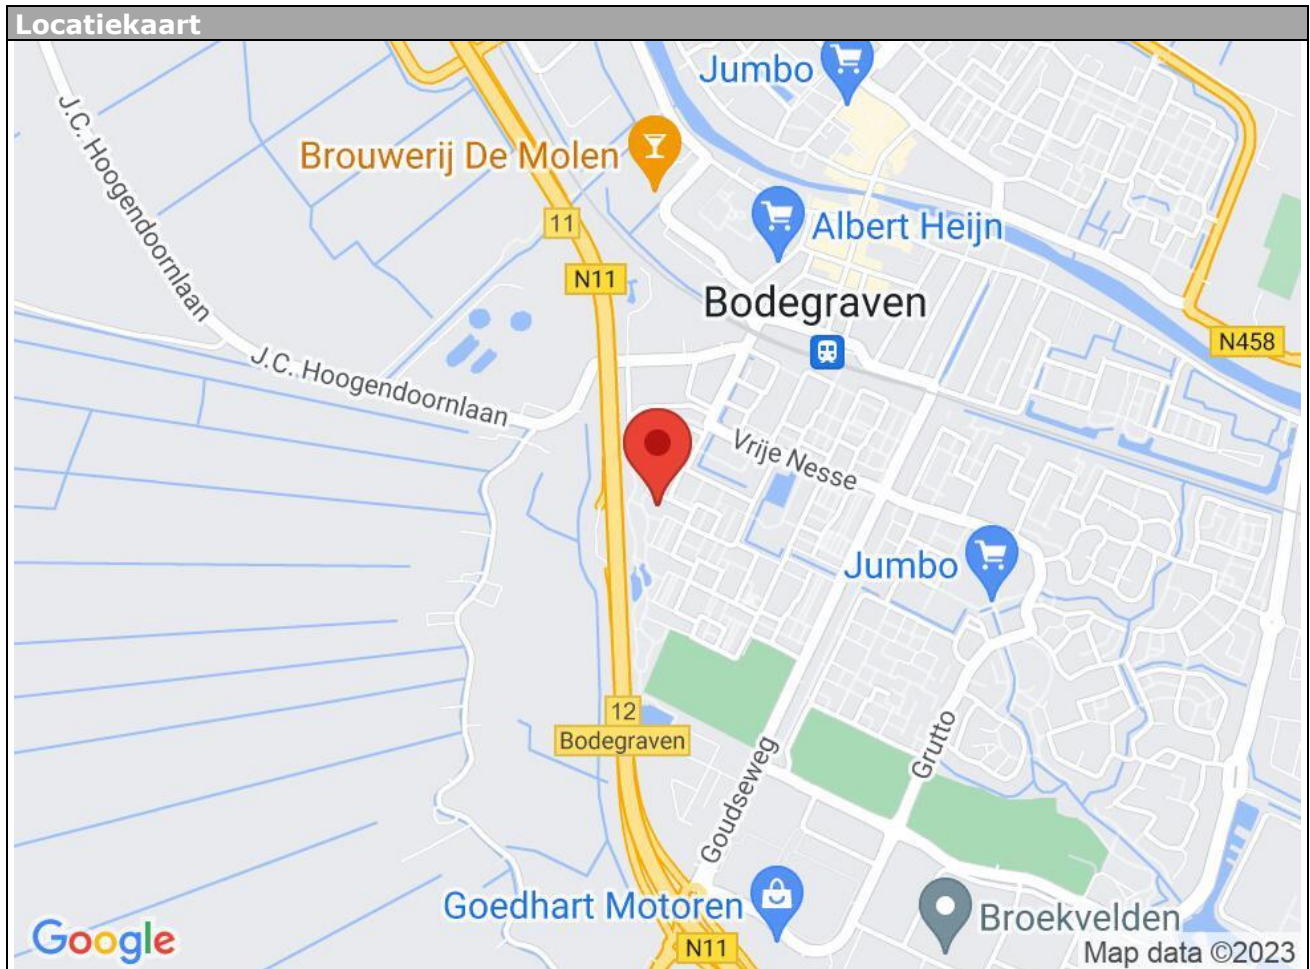 Locatiekaart
Jumbo
J.C. Hoogendoornlaan
Brouwerij De Molen
11
Albert Heijn
N11
Bodegraven
N458
J.C. Hoogendoornlaan
Vrije Nesse
Jumbo
12
Bodegraven
Grutto
Goudseweg
Goedhart Motoren
Broekvelden
N11
Google
Map data ©2023